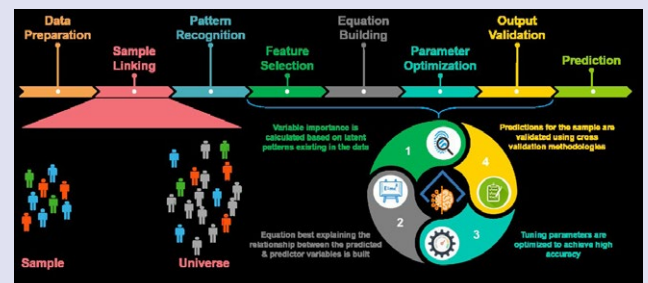 Data
Preparation
Sample
Linking
Pattern
Recognition
Feature
Selection
Equation
Building
Parameter
Optimization
Output
Validation
Prediction
Variable importance is
calculated based on latent
patterns existing in the data
Predictions for the sample are
validated using cross
validation methodologies
1
4
2
3
Equation best explaining the
relationship between the predicted
& predictor variables is built
Tuning parameters are
optimized to achieve high
accuracy
Sample
Universe